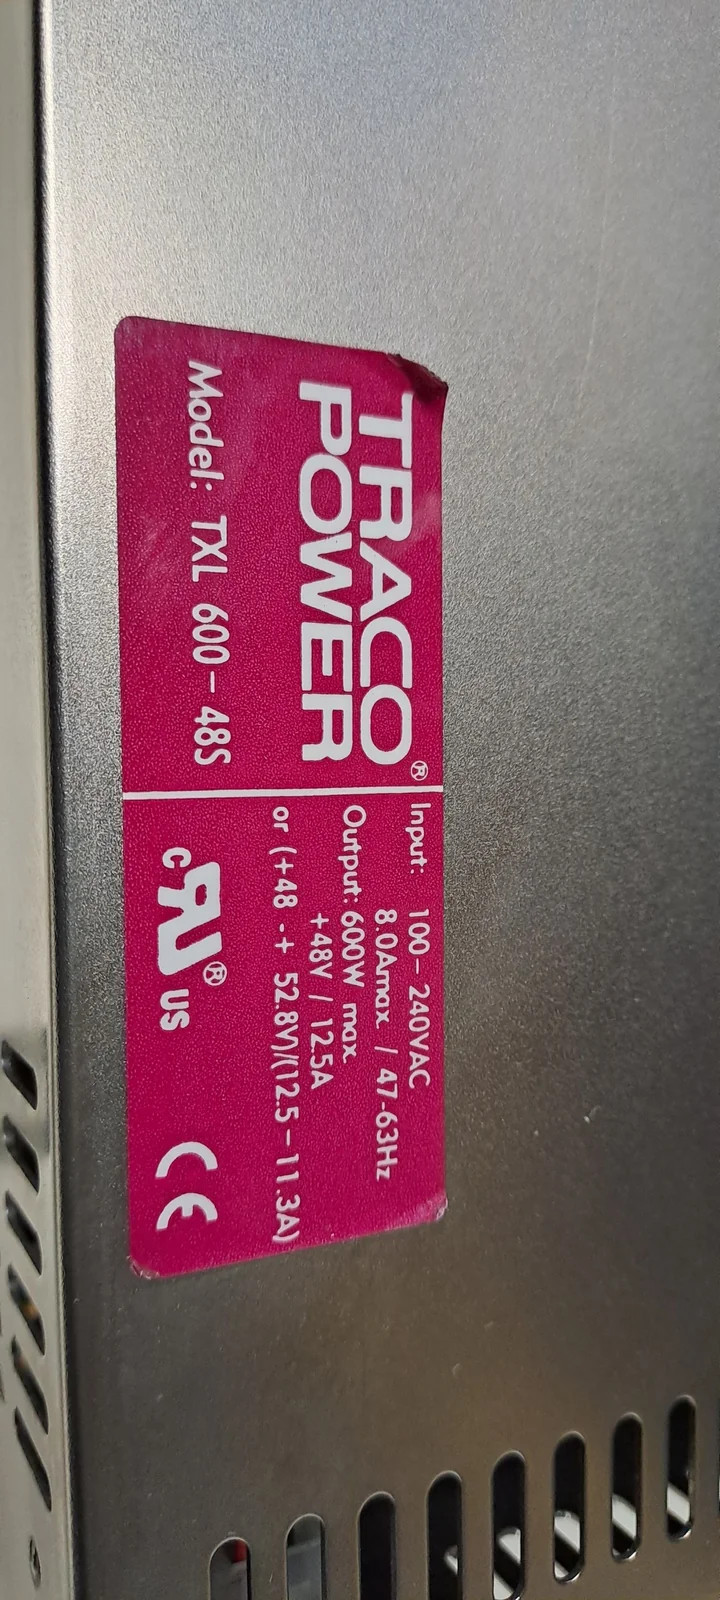 TRACO
POWER®
Model: TXL 600-48S
Input: 100-240VAC
8.0Amax. / 47-63Hz
Output: 600W max.
+48V / 12.5A
or (+48 -+ 52.8V)/(12.5-11.3A)
c RU® US
CE